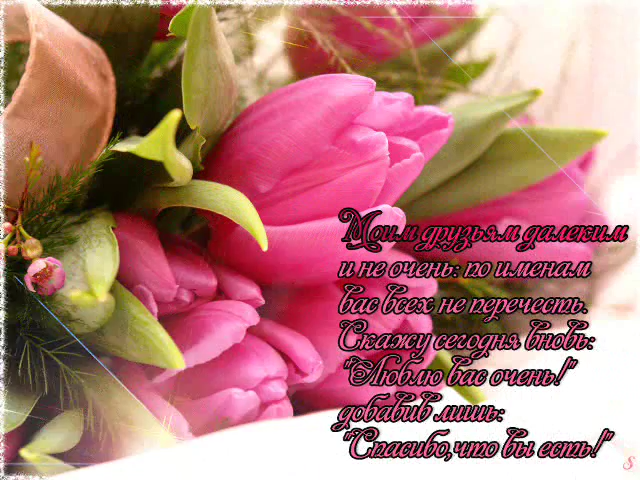 Моим друзьям далеким
и не очень: по именам
вас всех не перечесть.
Скажу сегодня вновь:
"Люблю вас очень!"
добавив лишь:
"Спасибо,что вы есть!"
S